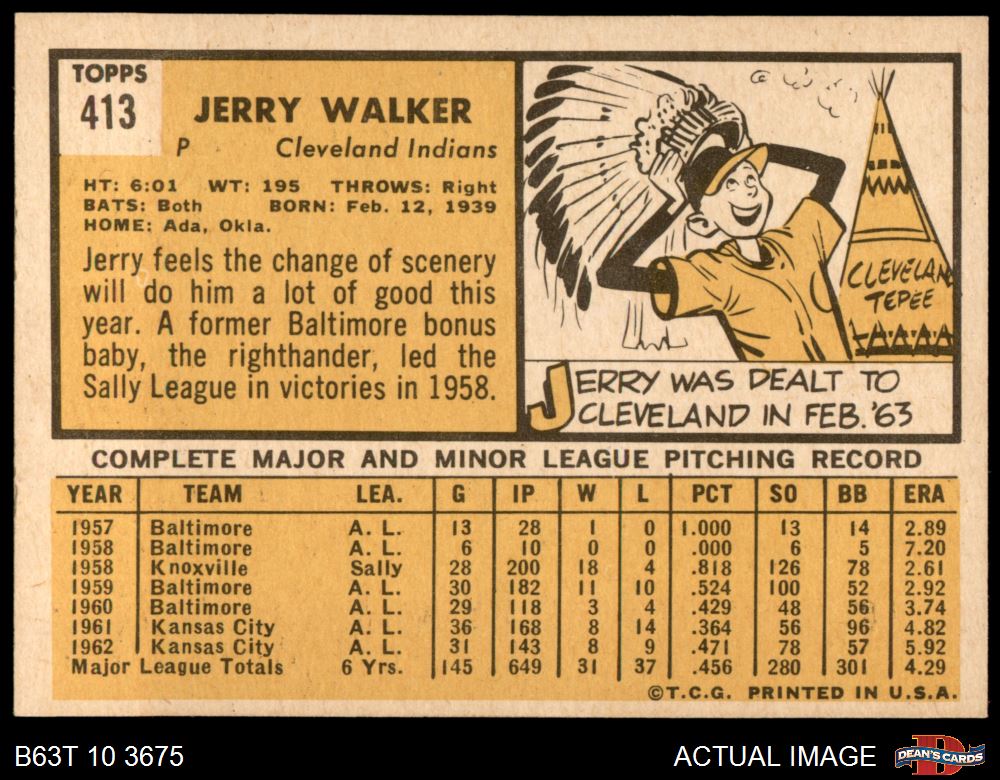 TOPPS
413
JERRY WALKER
P Cleveland Indians
HT: 6:01 WT: 195 THROWS: Right
BATS: Both BORN: Feb. 12, 1939
HOME: Ada, Okla.
Jerry feels the change of scenery
will do him a lot of good this
year. A former Baltimore bonus
baby, the righthander, led the
Sally League in victories in 1958.
CLEVELAN
TEPEE
JERRY WAS DEALT TO
CLEVELAND IN FEB. '63
COMPLETE MAJOR AND MINOR LEAGUE PITCHING RECORD
YEAR TEAM LEA. G IP W L PCT SO BB ERA
1957 Baltimore A. L. 13 28 1 0 1.000 13 14 2.89
1958 Baltimore A. L. 6 10 0 0 .000 6 5 7.20
1958 Knoxville Sally 28 200 18 4 .818 126 78 2.61
1959 Baltimore A. L. 30 182 11 10 .524 100 52 2.92
1960 Baltimore A. L. 29 118 3 4 .429 48 56 3.74
1961 Kansas City A. L. 36 168 8 14 .364 56 96 4.82
1962 Kansas City A. L. 31 143 8 9 .471 78 57 5.92
Major League Totals 6 Yrs. 145 649 31 37 .456 280 301 4.29
©T.C.G. PRINTED IN U.S.A.
B63T 10 3675 ACTUAL IMAGE
DEAN'S CARDS